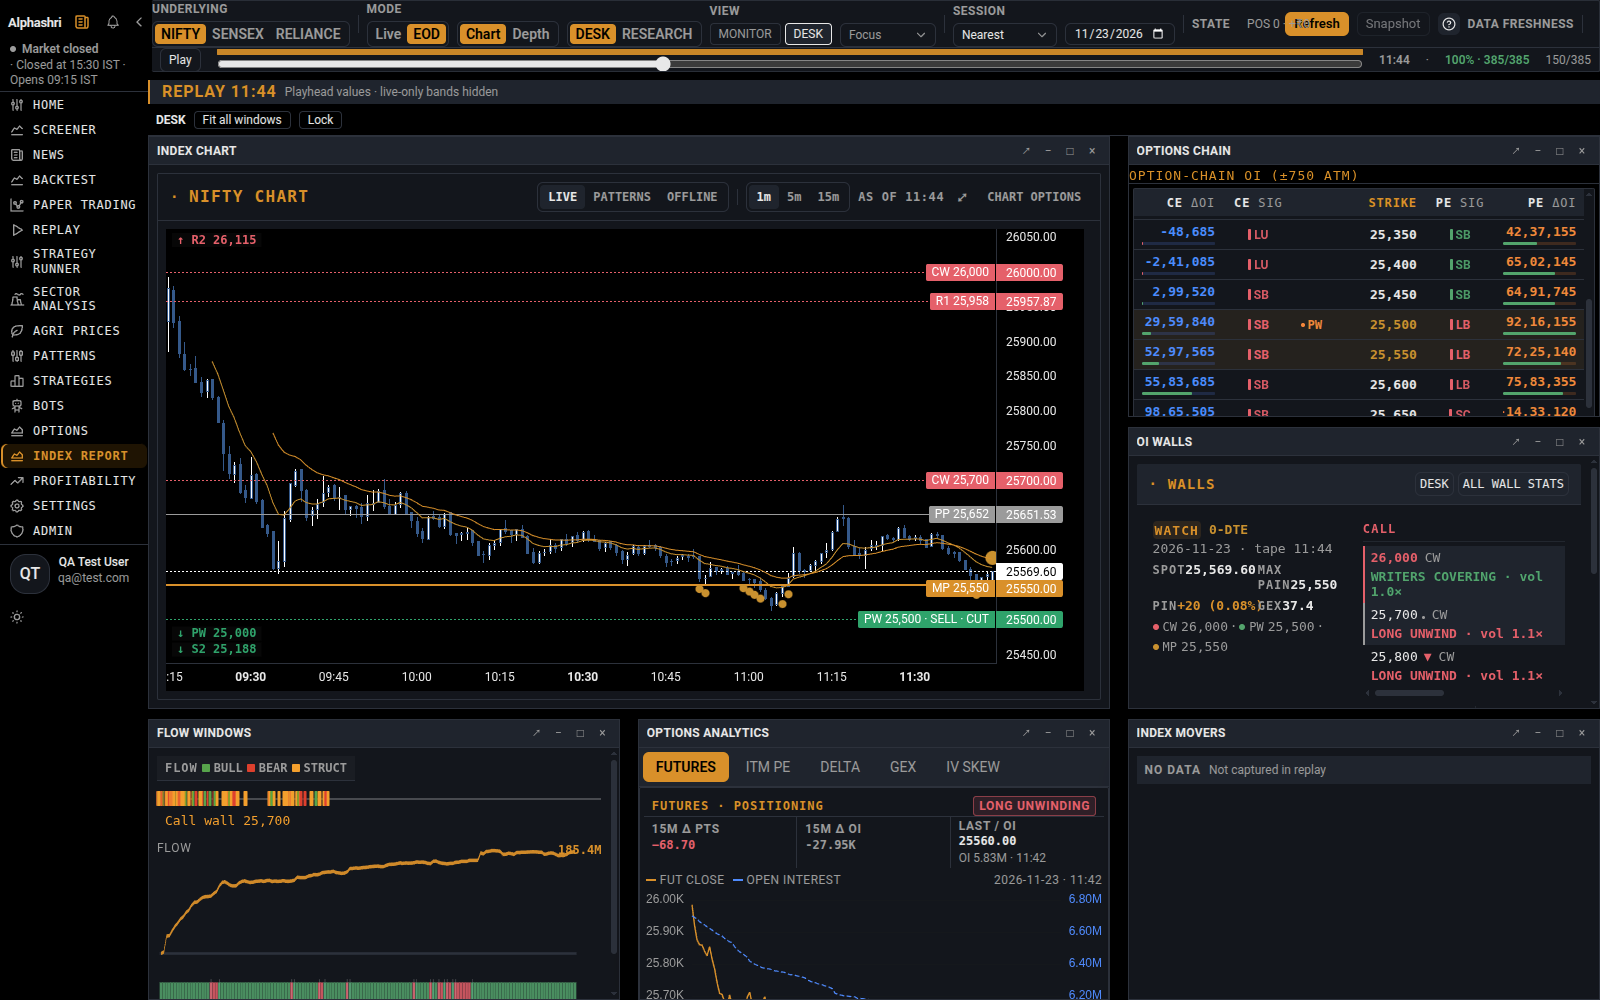 Alphashri
Market closed
· Closed at 15:30 IST ·
Opens 09:15 IST
HOME
SCREENER
NEWS
BACKTEST
PAPER TRADING
REPLAY
STRATEGY
RUNNER
SECTOR
ANALYSIS
AGRI PRICES
PATTERNS
STRATEGIES
BOTS
OPTIONS
INDEX REPORT
PROFITABILITY
SETTINGS
ADMIN
QT
QA Test User
qa@test.com
UNDERLYING
NIFTY SENSEX RELIANCE
MODE
Live EOD
Chart Depth
DESK RESEARCH
VIEW
MONITOR DESK
Focus
SESSION
Nearest
11/23/2026
STATE
POS 0
Refresh
Snapshot
DATA FRESHNESS
Play
11:44 · 100% · 385/385 150/385
REPLAY 11:44 Playhead values · live-only bands hidden
DESK Fit all windows Lock
INDEX CHART
· NIFTY CHART
LIVE PATTERNS OFFLINE
1m 5m 15m
AS OF 11:44
CHART OPTIONS
↑ R2 26,115
26050.00
CW 26,000 26000.00
R1 25,958 25957.87
25900.00
25850.00
25800.00
25750.00
CW 25,700 25700.00
PP 25,652 25651.53
25600.00
25569.60
MP 25,550 25550.00
PW 25,500 · SELL · CUT 25500.00
25450.00
↓ PW 25,000
↓ S2 25,188
:15 09:30 09:45 10:00 10:15 10:30 10:45 11:00 11:15 11:30
OPTIONS CHAIN
OPTION-CHAIN OI (±750 ATM)
CE ΔOI CE SIG STRIKE PE SIG PE ΔOI
-48,685 LU 25,350 SB 42,37,155
-2,41,085 LU 25,400 SB 65,02,145
2,99,520 SB 25,450 SB 64,91,745
29,59,840 SB • PW 25,500 LB 92,16,155
52,97,565 SB 25,550 LB 72,25,140
55,83,685 SB 25,600 LB 75,83,355
98,65,505 SB 25,650 SC 14,33,120
OI WALLS
· WALLS
DESK ALL WALL STATS
WATCH 0-DTE
2026-11-23 · tape 11:44
SPOT 25,569.60 MAX PAIN 25,550
PIN +20 (0.08%) GEX 37.4
• CW 26,000 · • PW 25,500 ·
• MP 25,550
CALL
26,000 CW
WRITERS COVERING · vol
1.0×
25,700 CW
LONG UNWIND · vol 1.1×
25,800 ▼ CW
LONG UNWIND · vol 1.1×
FLOW WINDOWS
FLOW BULL BEAR STRUCT
Call wall 25,700
FLOW
185.4M
OPTIONS ANALYTICS
FUTURES ITM PE DELTA GEX IV SKEW
FUTURES · POSITIONING
LONG UNWINDING
15M Δ PTS
−68.70
15M Δ OI
-27.95K
LAST / OI
25560.00
OI 5.83M · 11:42
FUT CLOSE OPEN INTEREST
2026-11-23 · 11:42
26.00K 6.80M
25.90K 6.60M
25.80K 6.40M
25.70K 6.20M
INDEX MOVERS
NO DATA Not captured in replay